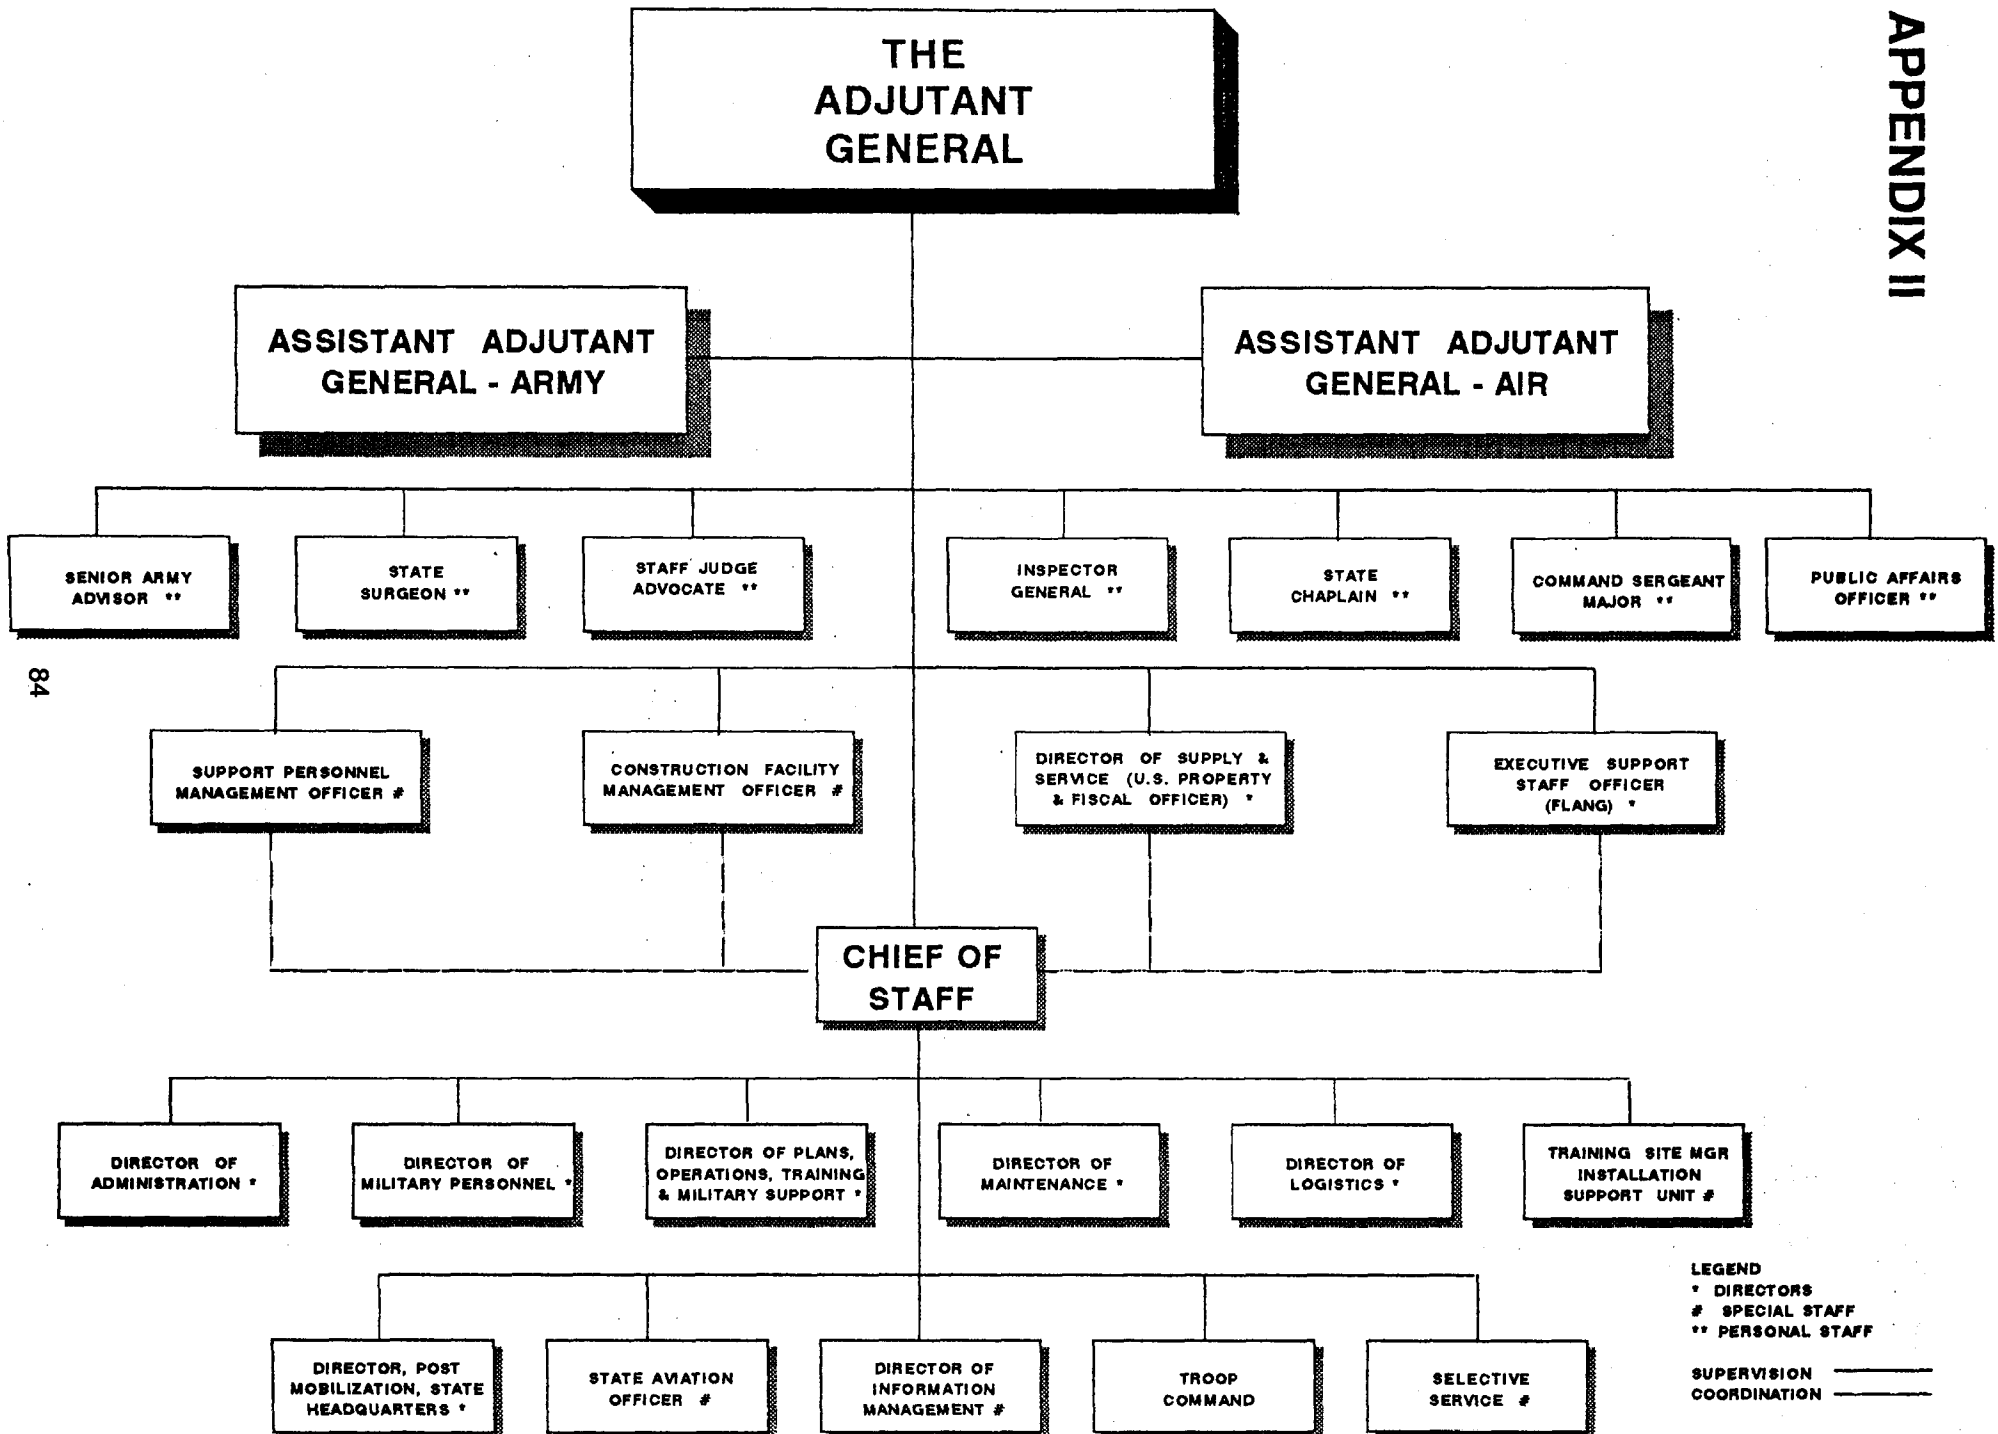 APPENDIX II
THE
ADJUTANT
GENERAL
ASSISTANT ADJUTANT
GENERAL - ARMY
ASSISTANT ADJUTANT
GENERAL - AIR
SENIOR ARMY
ADVISOR **
STATE
SURGEON **
STAFF JUDGE
ADVOCATE **
INSPECTOR
GENERAL **
STATE
CHAPLAIN **
COMMAND SERGEANT
MAJOR **
PUBLIC AFFAIRS
OFFICER **
84
SUPPORT PERSONNEL
MANAGEMENT OFFICER #
CONSTRUCTION FACILITY
MANAGEMENT OFFICER #
DIRECTOR OF SUPPLY &
SERVICE (U.S. PROPERTY
& FISCAL OFFICER) *
EXECUTIVE SUPPORT
STAFF OFFICER
(FLANG) *
CHIEF OF
STAFF
DIRECTOR OF
ADMINISTRATION *
DIRECTOR OF
MILITARY PERSONNEL *
DIRECTOR OF PLANS,
OPERATIONS, TRAINING
& MILITARY SUPPORT *
DIRECTOR OF
MAINTENANCE *
DIRECTOR OF
LOGISTICS *
TRAINING SITE MGR
INSTALLATION
SUPPORT UNIT #
DIRECTOR, POST
MOBILIZATION, STATE
HEADQUARTERS *
STATE AVIATION
OFFICER #
DIRECTOR OF
INFORMATION
MANAGEMENT #
TROOP
COMMAND
SELECTIVE
SERVICE #
LEGEND
* DIRECTORS
# SPECIAL STAFF
** PERSONAL STAFF
SUPERVISION
COORDINATION